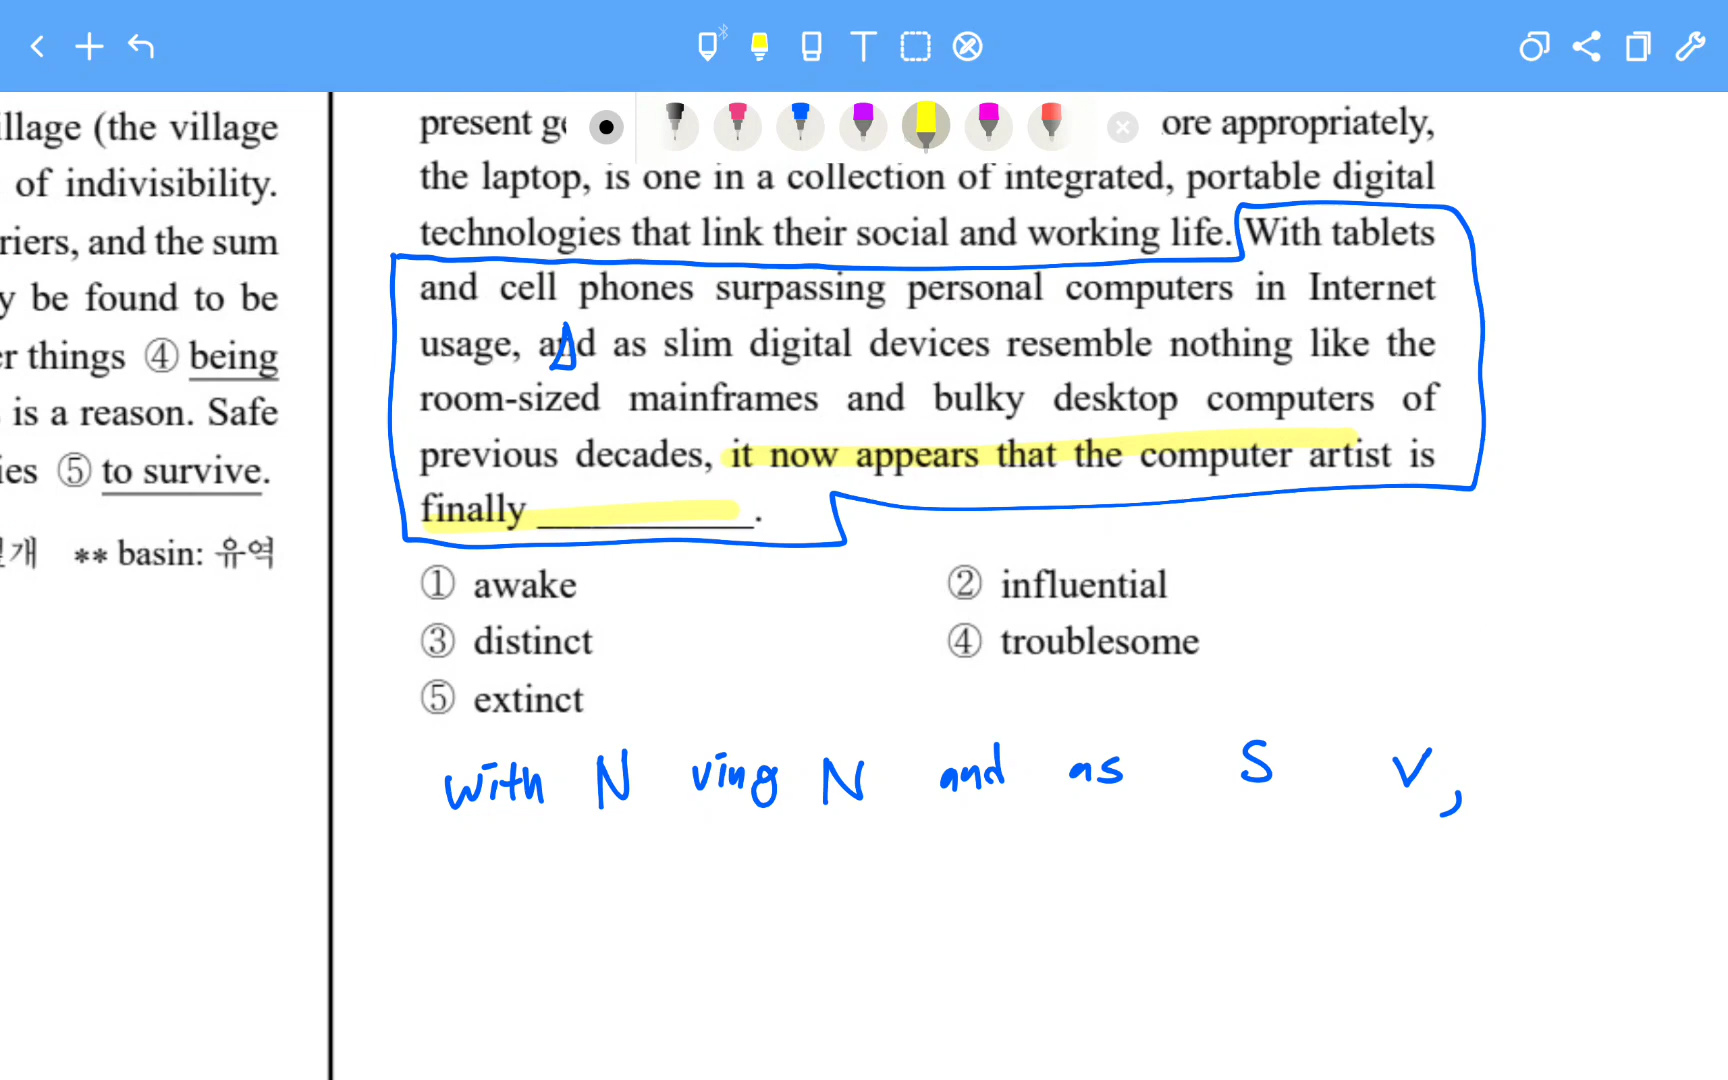 illage (the village
of indivisibility.
riers, and the sum
y be found to be
er things ④ being
is a reason. Safe
ies ⑤ to survive.
개 ** basin: 유역
present ge ore appropriately,
the laptop, is one in a collection of integrated, portable digital
technologies that link their social and working life. With tablets
and cell phones surpassing personal computers in Internet
usage, and as slim digital devices resemble nothing like the
room-sized mainframes and bulky desktop computers of
previous decades, it now appears that the computer artist is
finally ____________.
① awake ② influential
③ distinct ④ troublesome
⑤ extinct
with N ving N and as S V,